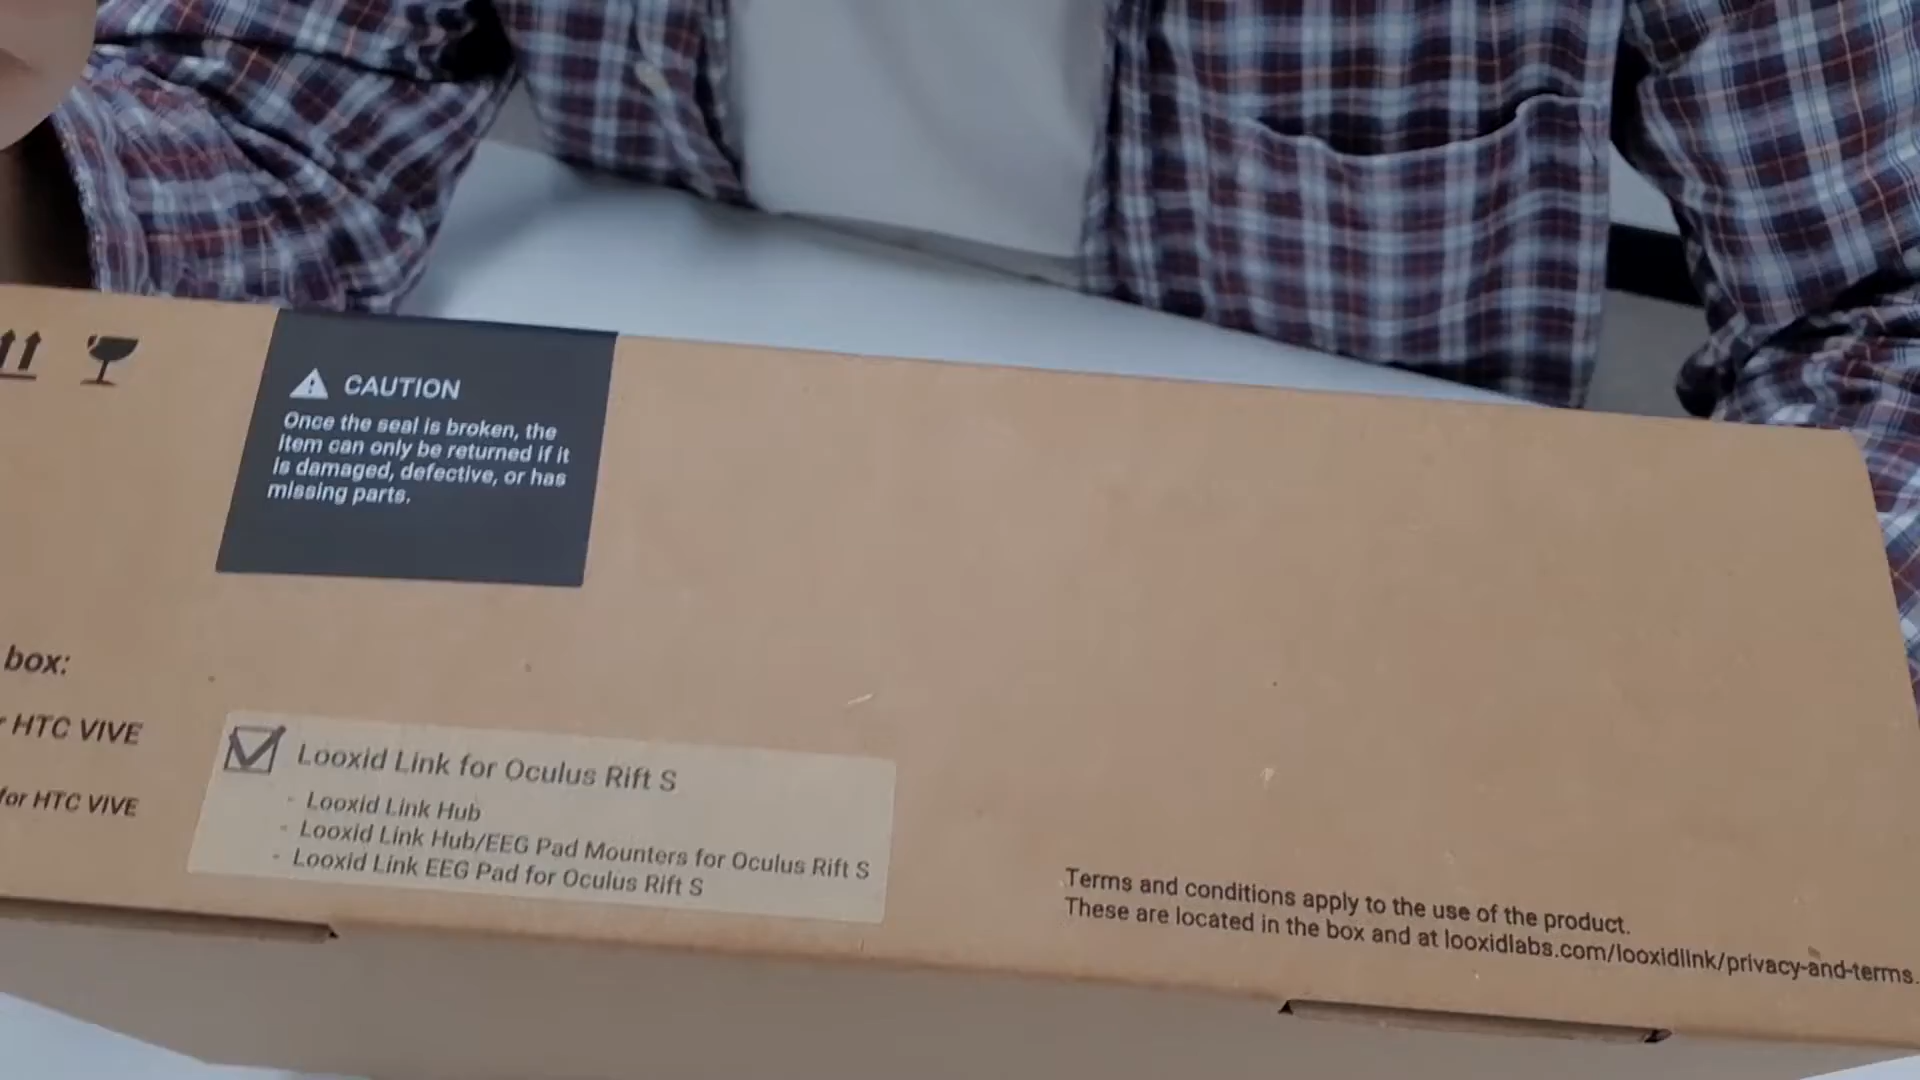 CAUTION
Once the seal is broken, the
item can only be returned if it
is damaged, defective, or has
missing parts.
box:
HTC VIVE
for HTC VIVE
Looxid Link for Oculus Rift S
- Looxid Link Hub
- Looxid Link Hub/EEG Pad Mounters for Oculus Rift S
- Looxid Link EEG Pad for Oculus Rift S
Terms and conditions apply to the use of the product.
These are located in the box and at looxidlabs.com/looxidlink/privacy-and-terms.